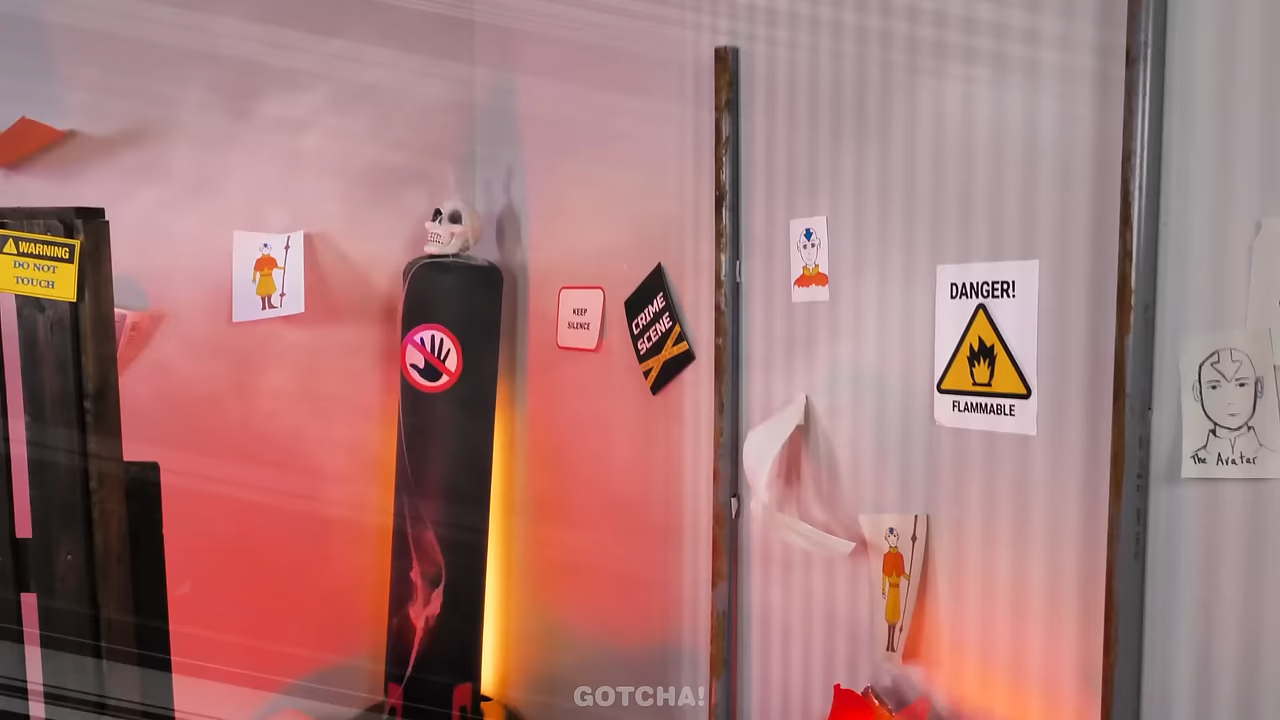 WARNING
DO NOT
TOUCH
KEEP
SILENCE
CRIME
SCENE
DANGER!
FLAMMABLE
The Avatar
GOTCHA!